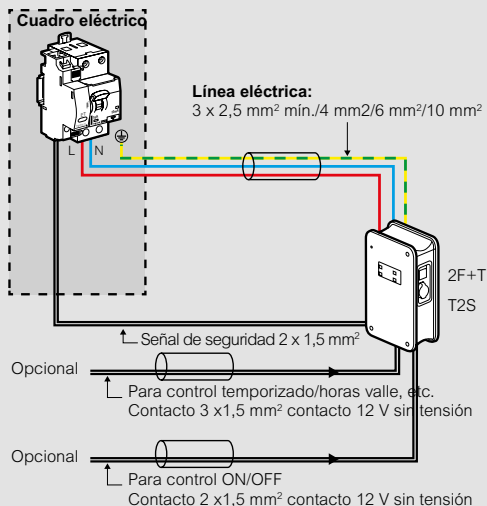 Cuadro eléctrico
Línea eléctrica:
3 x 2,5 mm² mín./4 mm2/6 mm²/10 mm²
L N
2F+T
T2S
Señal de seguridad 2 x 1,5 mm²
Opcional
Para control temporizado/horas valle, etc.
Contacto 3 x1,5 mm² contacto 12 V sin tensión
Opcional
Para control ON/OFF
Contacto 2 x1,5 mm² contacto 12 V sin tensión